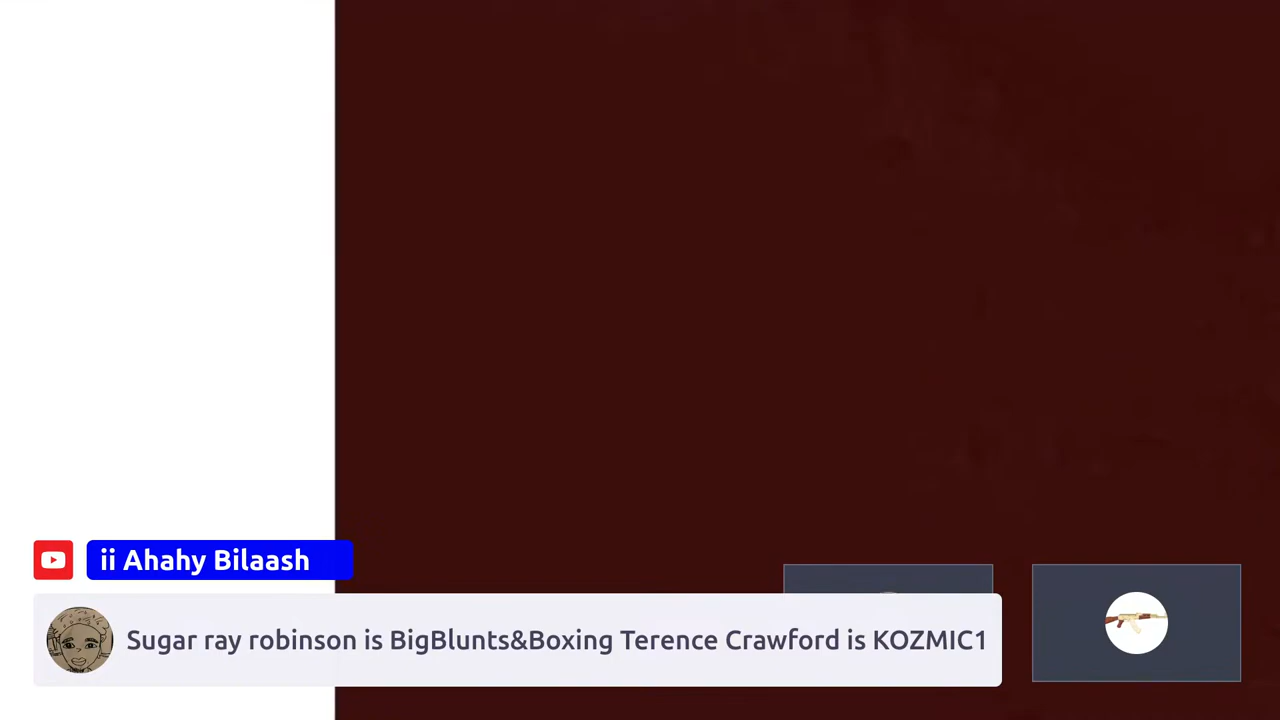 ii Ahahy Bilaash
Sugar ray robinson is BigBlunts&Boxing Terence Crawford is KOZMIC1